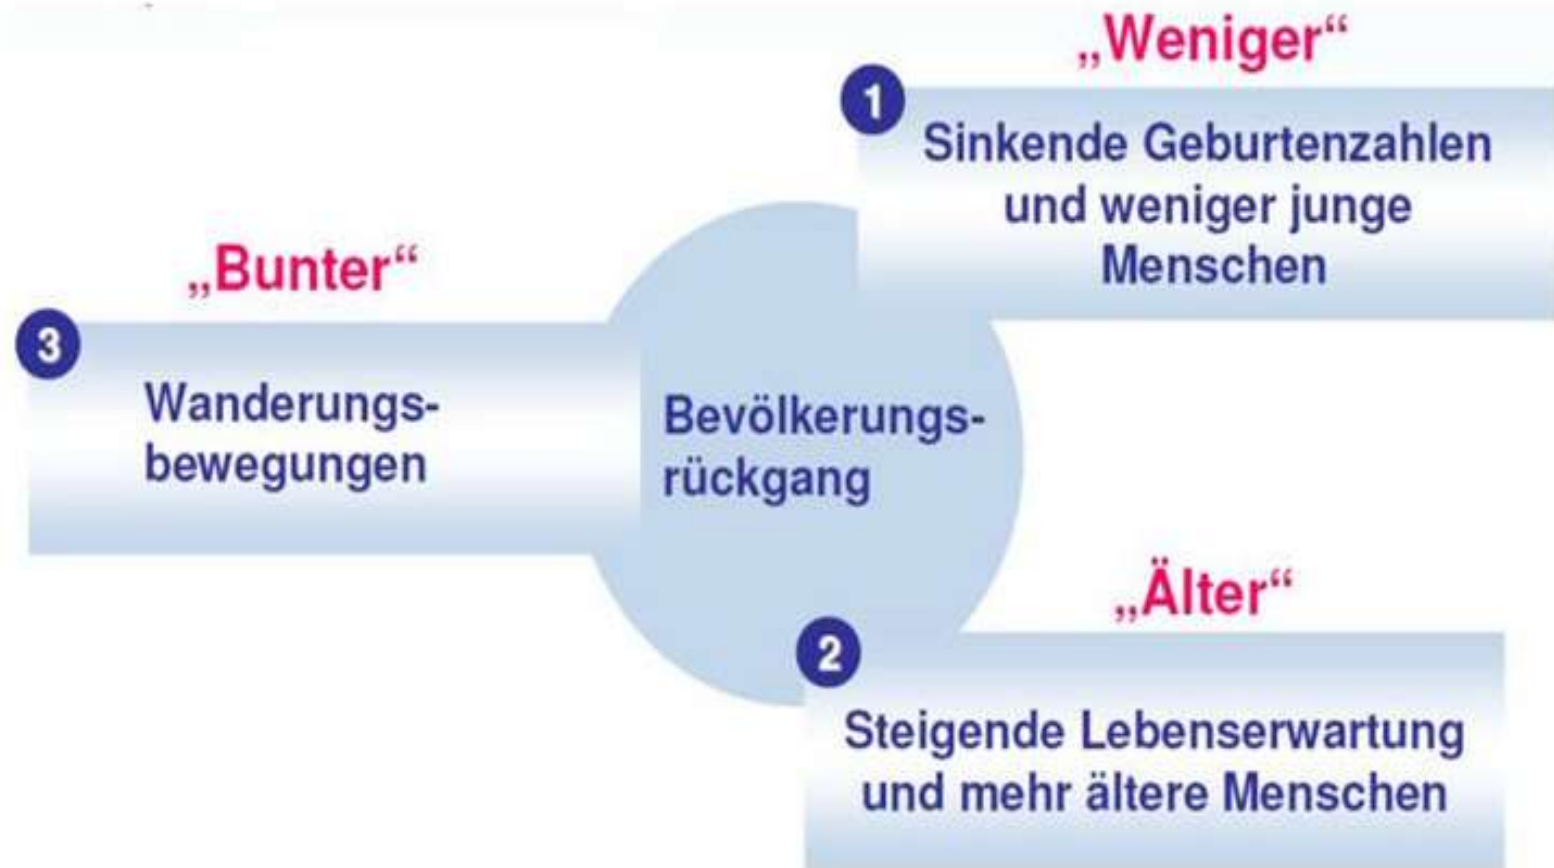 „Weniger“
1
Sinkende Geburtenzahlen
und weniger junge
Menschen
„Bunter“
3
Wanderungs-
bewegungen
Bevölkerungs-
rückgang
„Älter“
2
Steigende Lebenserwartung
und mehr ältere Menschen